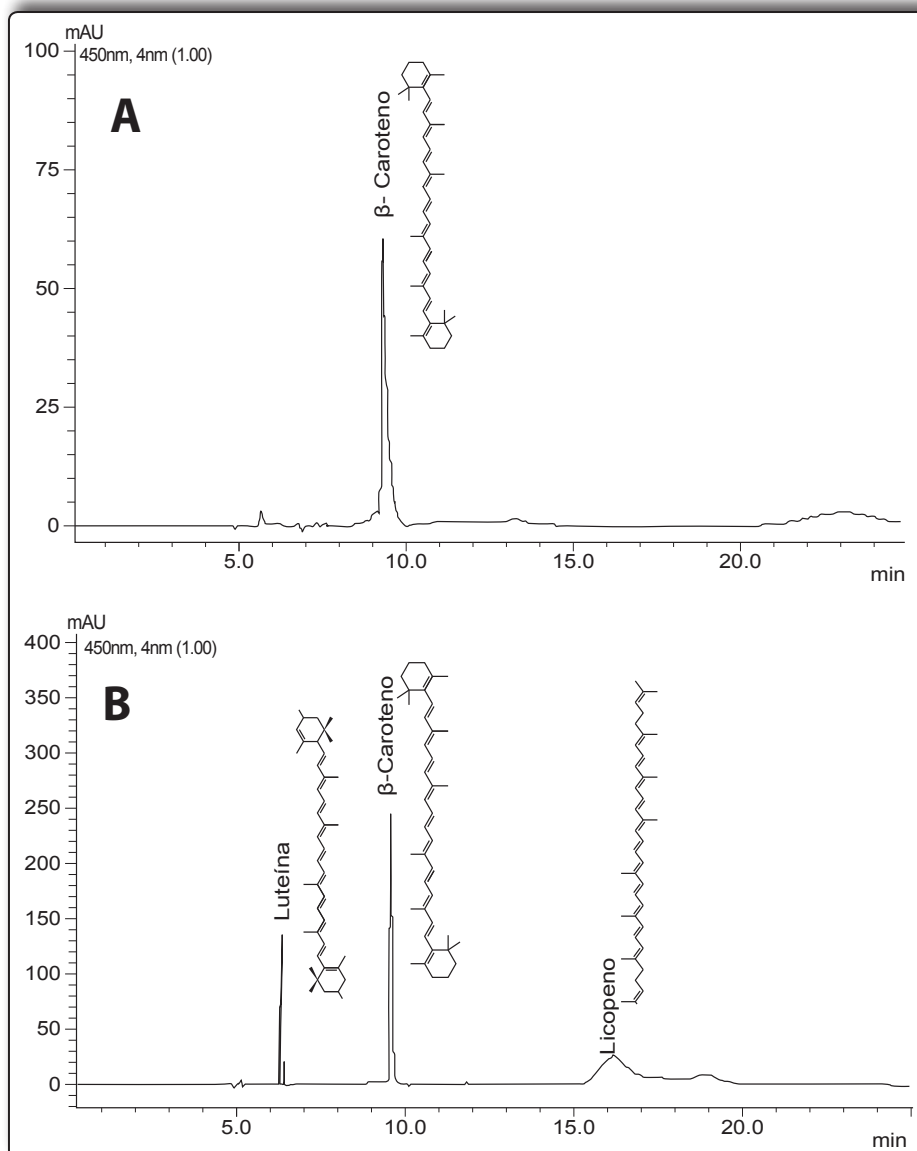 mAU
100
450nm, 4nm (1.00)
A
β- Caroteno
75
50
25
0
5.0
10.0
15.0
20.0
min
mAU
400
450nm, 4nm (1.00)
B
350
300
250
200
150
100
50
0
Luteína
β-Caroteno
Licopeno
5.0
10.0
15.0
20.0
min